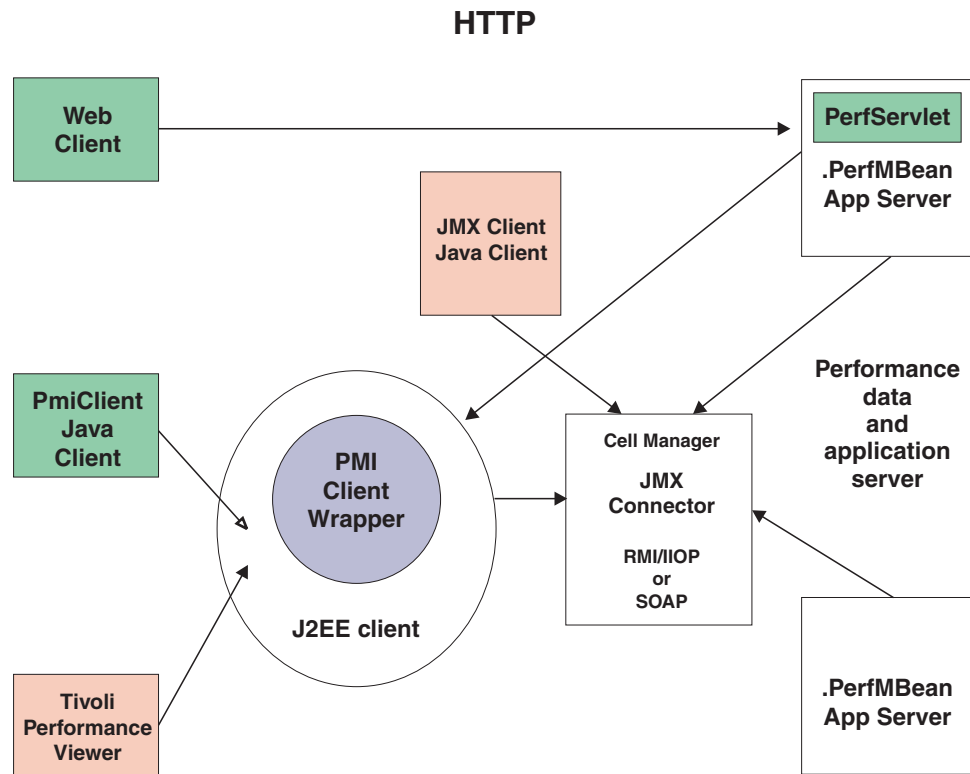 HTTP
Web
Client
PerfServlet
.PerfMBean
App Server
JMX Client
Java Client
PmiClient
Java
Client
PMI
Client
Wrapper
J2EE client
Cell Manager
JMX
Connector
RMI/IIOP
or
SOAP
Performance
data
and
application
server
Tivoli
Performance
Viewer
.PerfMBean
App Server